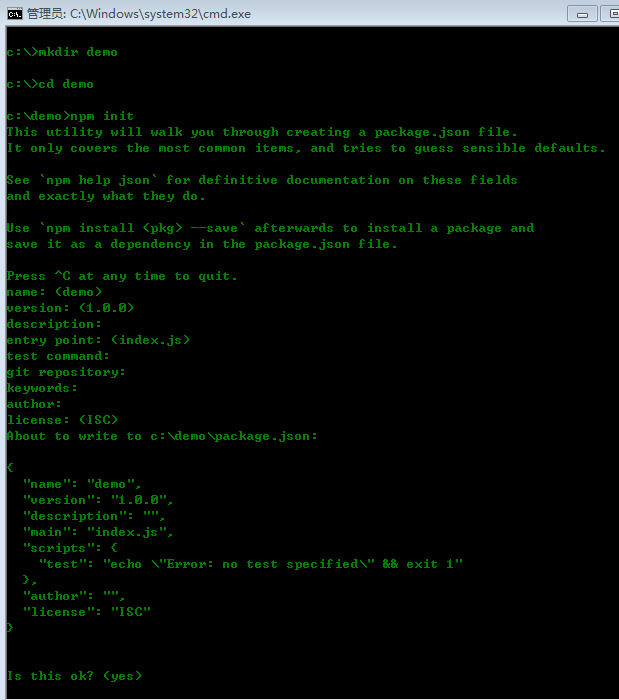 管理员: C:\Windows\system32\cmd.exe
c:\>mkdir demo
c:\>cd demo
c:\demo>npm init
This utility will walk you through creating a package.json file.
It only covers the most common items, and tries to guess sensible defaults.
See `npm help json` for definitive documentation on these fields
and exactly what they do.
Use `npm install <pkg> --save` afterwards to install a package and
save it as a dependency in the package.json file.
Press ^C at any time to quit.
name: (demo)
version: (1.0.0)
description:
entry point: (index.js)
test command:
git repository:
keywords:
author:
license: (ISC)
About to write to c:\demo\package.json:
{
  "name": "demo",
  "version": "1.0.0",
  "description": "",
  "main": "index.js",
  "scripts": {
    "test": "echo \"Error: no test specified\" && exit 1"
  },
  "author": "",
  "license": "ISC"
}
Is this ok? (yes)